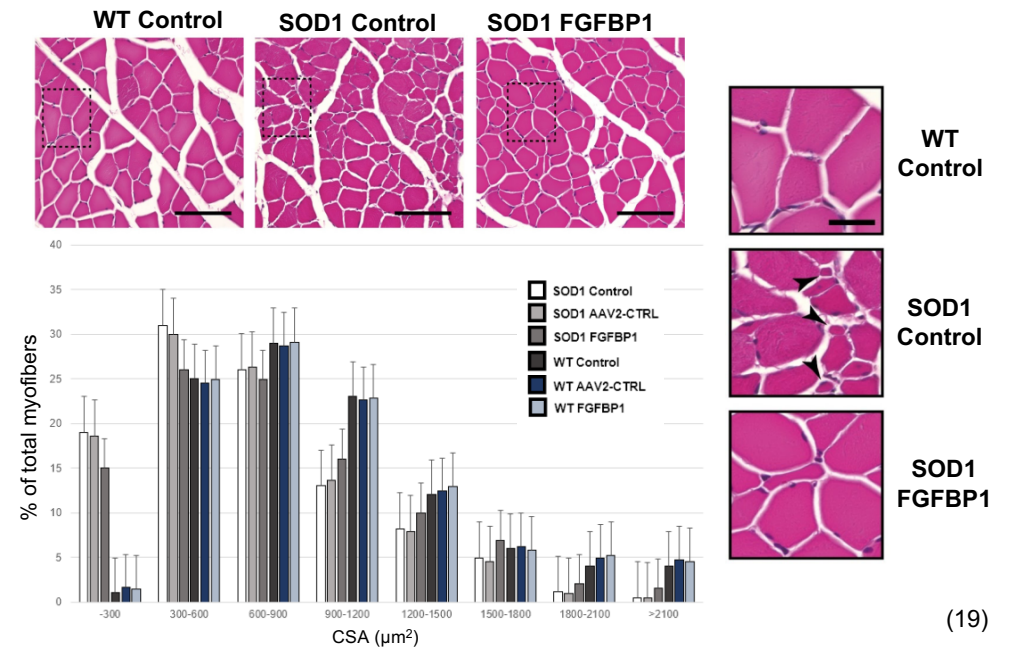 WT Control
SOD1 Control
SOD1 FGFBP1
WT
Control
SOD1
Control
SOD1
FGFBP1
40
35
30
25
20
15
10
5
0
% of total myofibers
SOD1 Control
SOD1 AAV2-CTRL
SOD1 FGFBP1
WT Control
WT AAV2-CTRL
WT FGFBP1
-300
300-600
600-900
900-1200
1200-1500
1500-1800
1800-2100
>2100
CSA (µm²)
(19)